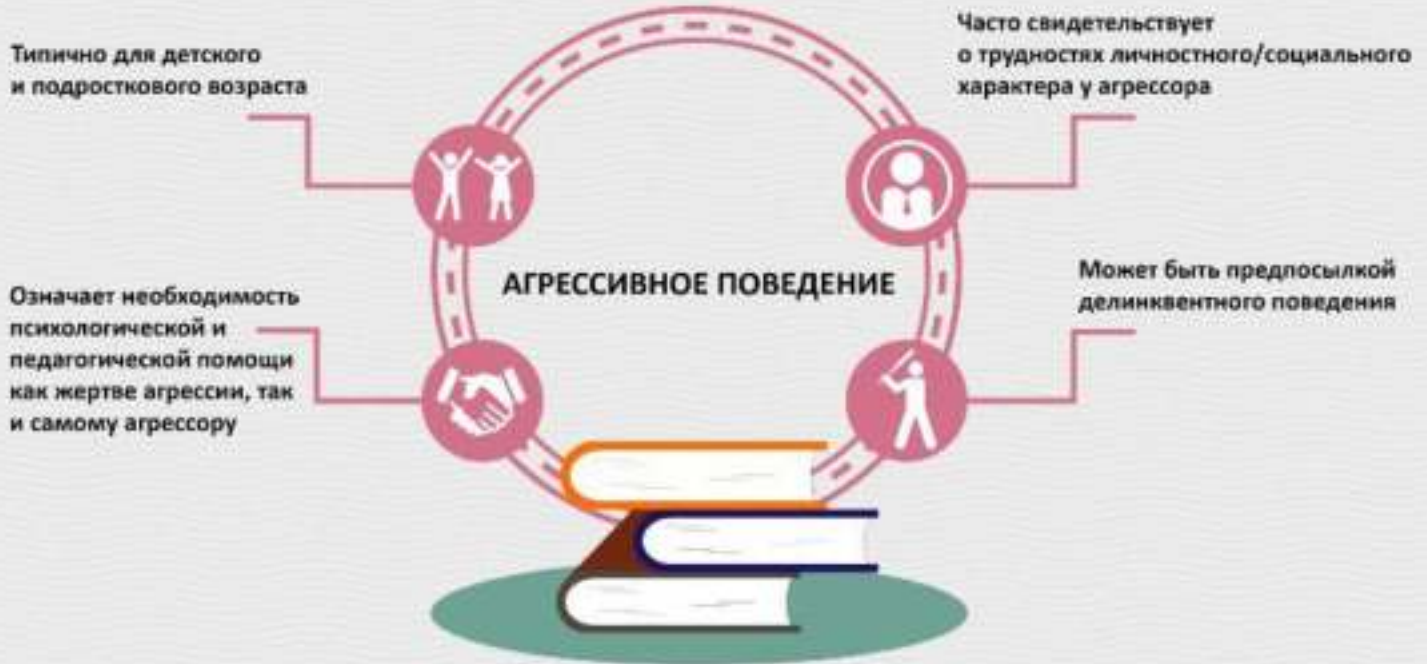 Типично для детского
и подросткового возраста
Часто свидетельствует
о трудностях личностного/социального
характера у агрессора
АГРЕССИВНОЕ ПОВЕДЕНИЕ
Означает необходимость
психологической и
педагогической помощи
как жертве агрессии, так
и самому агрессору
Может быть предпосылкой
делинквентного поведения